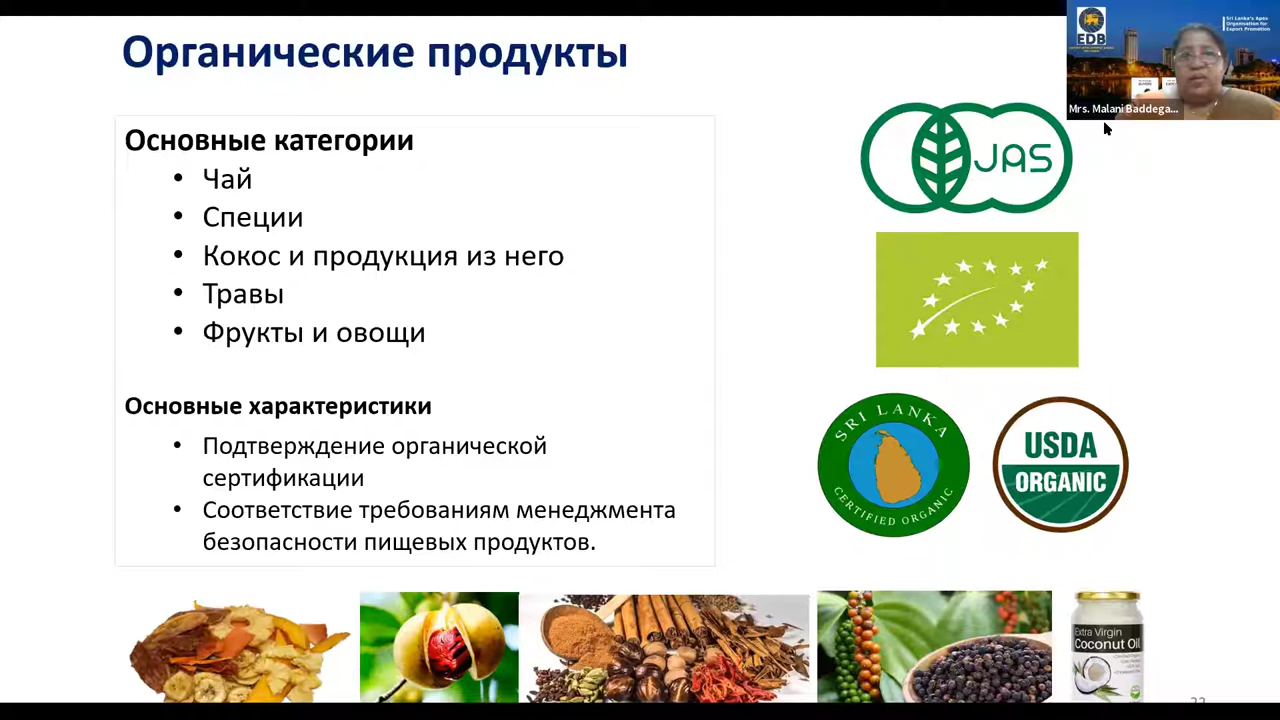 Органические продукты
EDB
Sri Lanka's Apex
Organisation for
Export Promotion
Mrs. Malani Baddega...
Основные категории
• Чай
• Специи
• Кокос и продукция из него
• Травы
• Фрукты и овощи
JAS
Основные характеристики
• Подтверждение органической
сертификации
• Соответствие требованиям менеджмента
безопасности пищевых продуктов.
SRI LANKA
CERTIFIED ORGANIC
USDA
ORGANIC
Extra Virgin
Coconut Oil